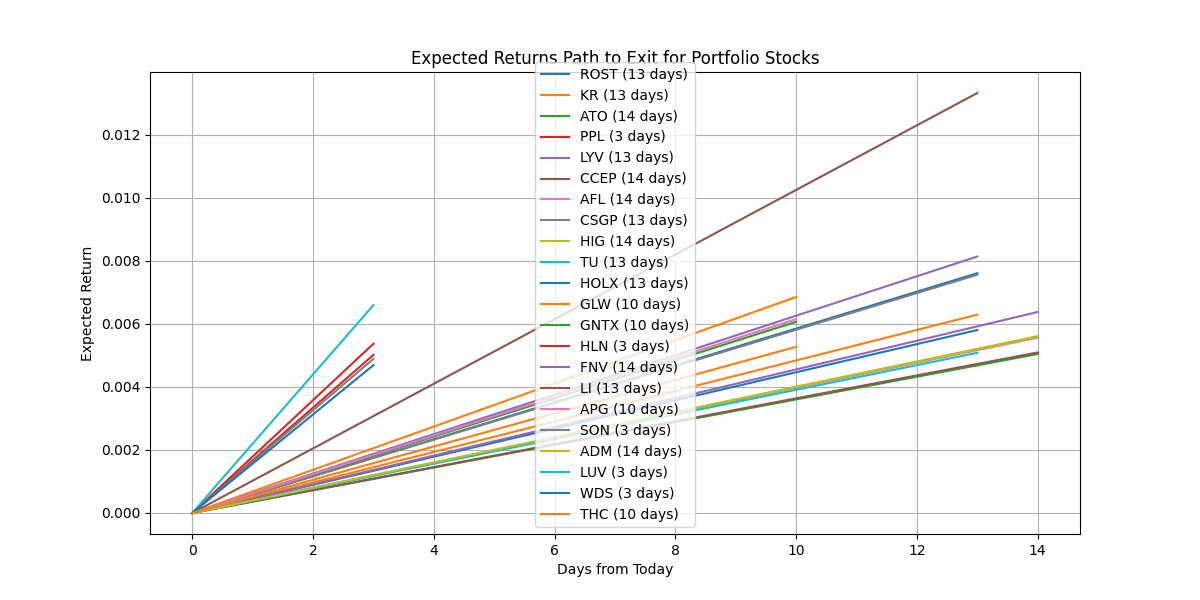 Expected Returns Path to Exit for Portfolio Stocks
ROST (13 days)
KR (13 days)
ATO (14 days)
PPL (3 days)
LYV (13 days)
CCEP (14 days)
AFL (14 days)
CSGP (13 days)
HIG (14 days)
TU (13 days)
HOLX (13 days)
GLW (10 days)
GNTX (10 days)
HLN (3 days)
FNV (14 days)
LI (13 days)
APG (10 days)
SON (3 days)
ADM (14 days)
LUV (3 days)
WDS (3 days)
THC (10 days)
Expected Return
0.012
0.010
0.008
0.006
0.004
0.002
0.000
0 2 4 6 8 10 12 14
Days from Today